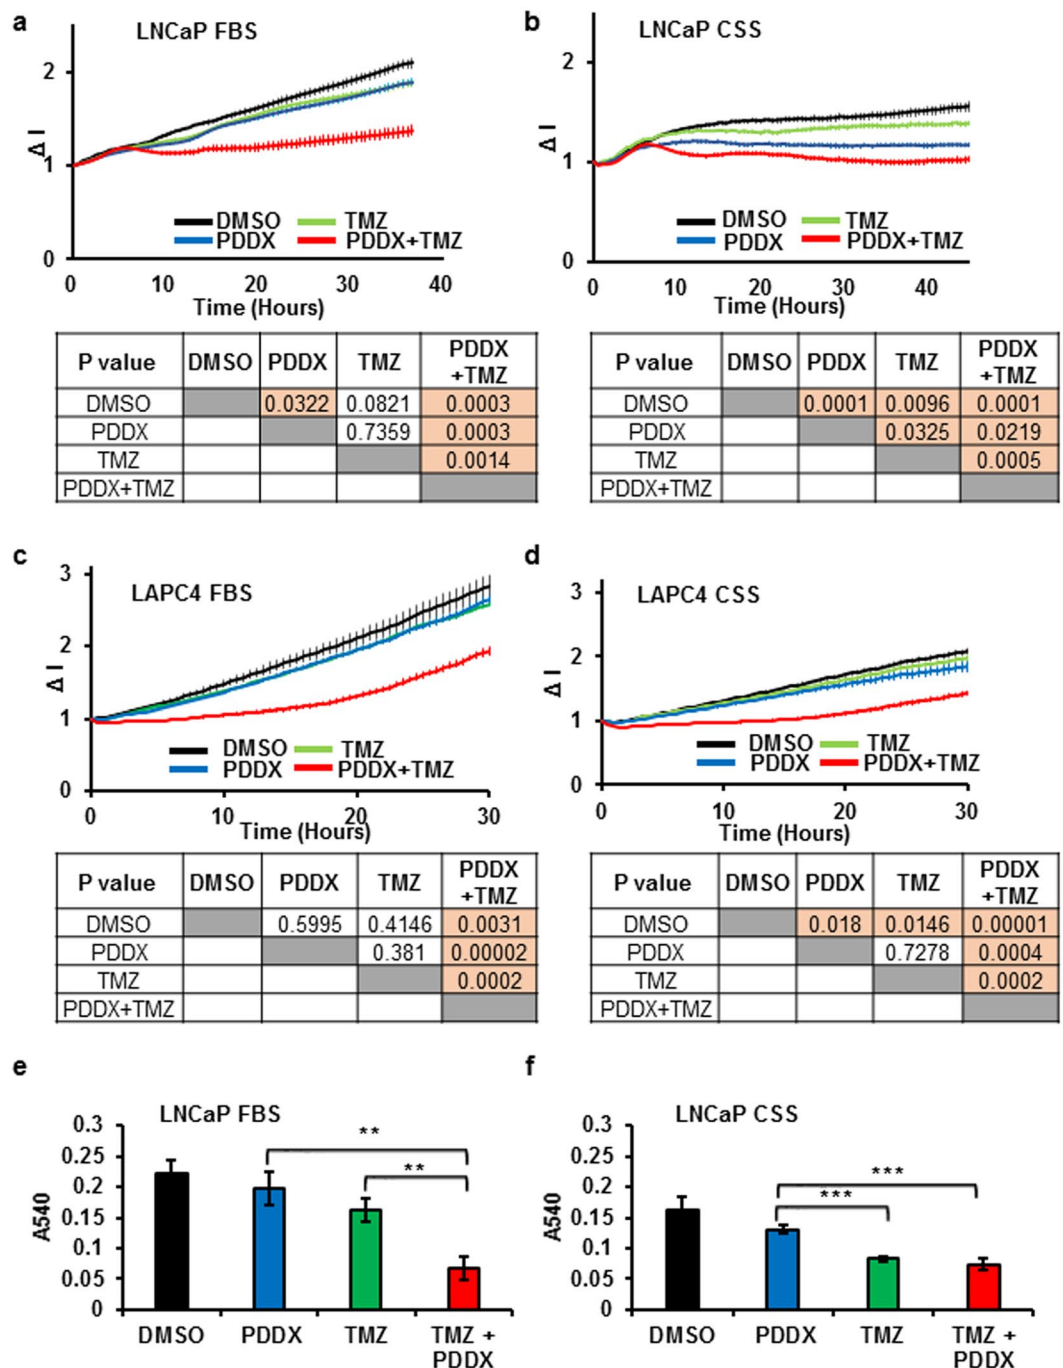 a
LNCaP FBS
2
1
0
Δ I
DMSO TMZ
PDDX PDDX+TMZ
0 10 20 30 40
Time (Hours)
P value DMSO PDDX TMZ PDDX
+TMZ
DMSO 0.0322 0.0821 0.0003
PDDX 0.7359 0.0003
TMZ 0.0014
PDDX+TMZ
b
LNCaP CSS
2
1
0
Δ I
DMSO TMZ
PDDX PDDX+TMZ
0 10 20 30 40
Time (Hours)
P value DMSO PDDX TMZ PDDX
+TMZ
DMSO 0.0001 0.0096 0.0001
PDDX 0.0325 0.0219
TMZ 0.0005
PDDX+TMZ
c
LAPC4 FBS
3
2
1
0
Δ I
DMSO TMZ
PDDX PDDX+TMZ
0 10 20 30
Time (Hours)
P value DMSO PDDX TMZ PDDX
+TMZ
DMSO 0.5995 0.4146 0.0031
PDDX 0.381 0.00002
TMZ 0.0002
PDDX+TMZ
d
LAPC4 CSS
3
2
1
0
Δ I
DMSO TMZ
PDDX PDDX+TMZ
0 10 20 30
Time (Hours)
P value DMSO PDDX TMZ PDDX
+TMZ
DMSO 0.018 0.0146 0.00001
PDDX 0.7278 0.0004
TMZ 0.0002
PDDX+TMZ
e
LNCaP FBS
0.3
0.25
0.2
0.15
0.1
0.05
0
A540
**
**
DMSO PDDX TMZ TMZ +
PDDX
f
LNCaP CSS
0.3
0.25
0.2
0.15
0.1
0.05
0
A540
***
***
DMSO PDDX TMZ TMZ +
PDDX